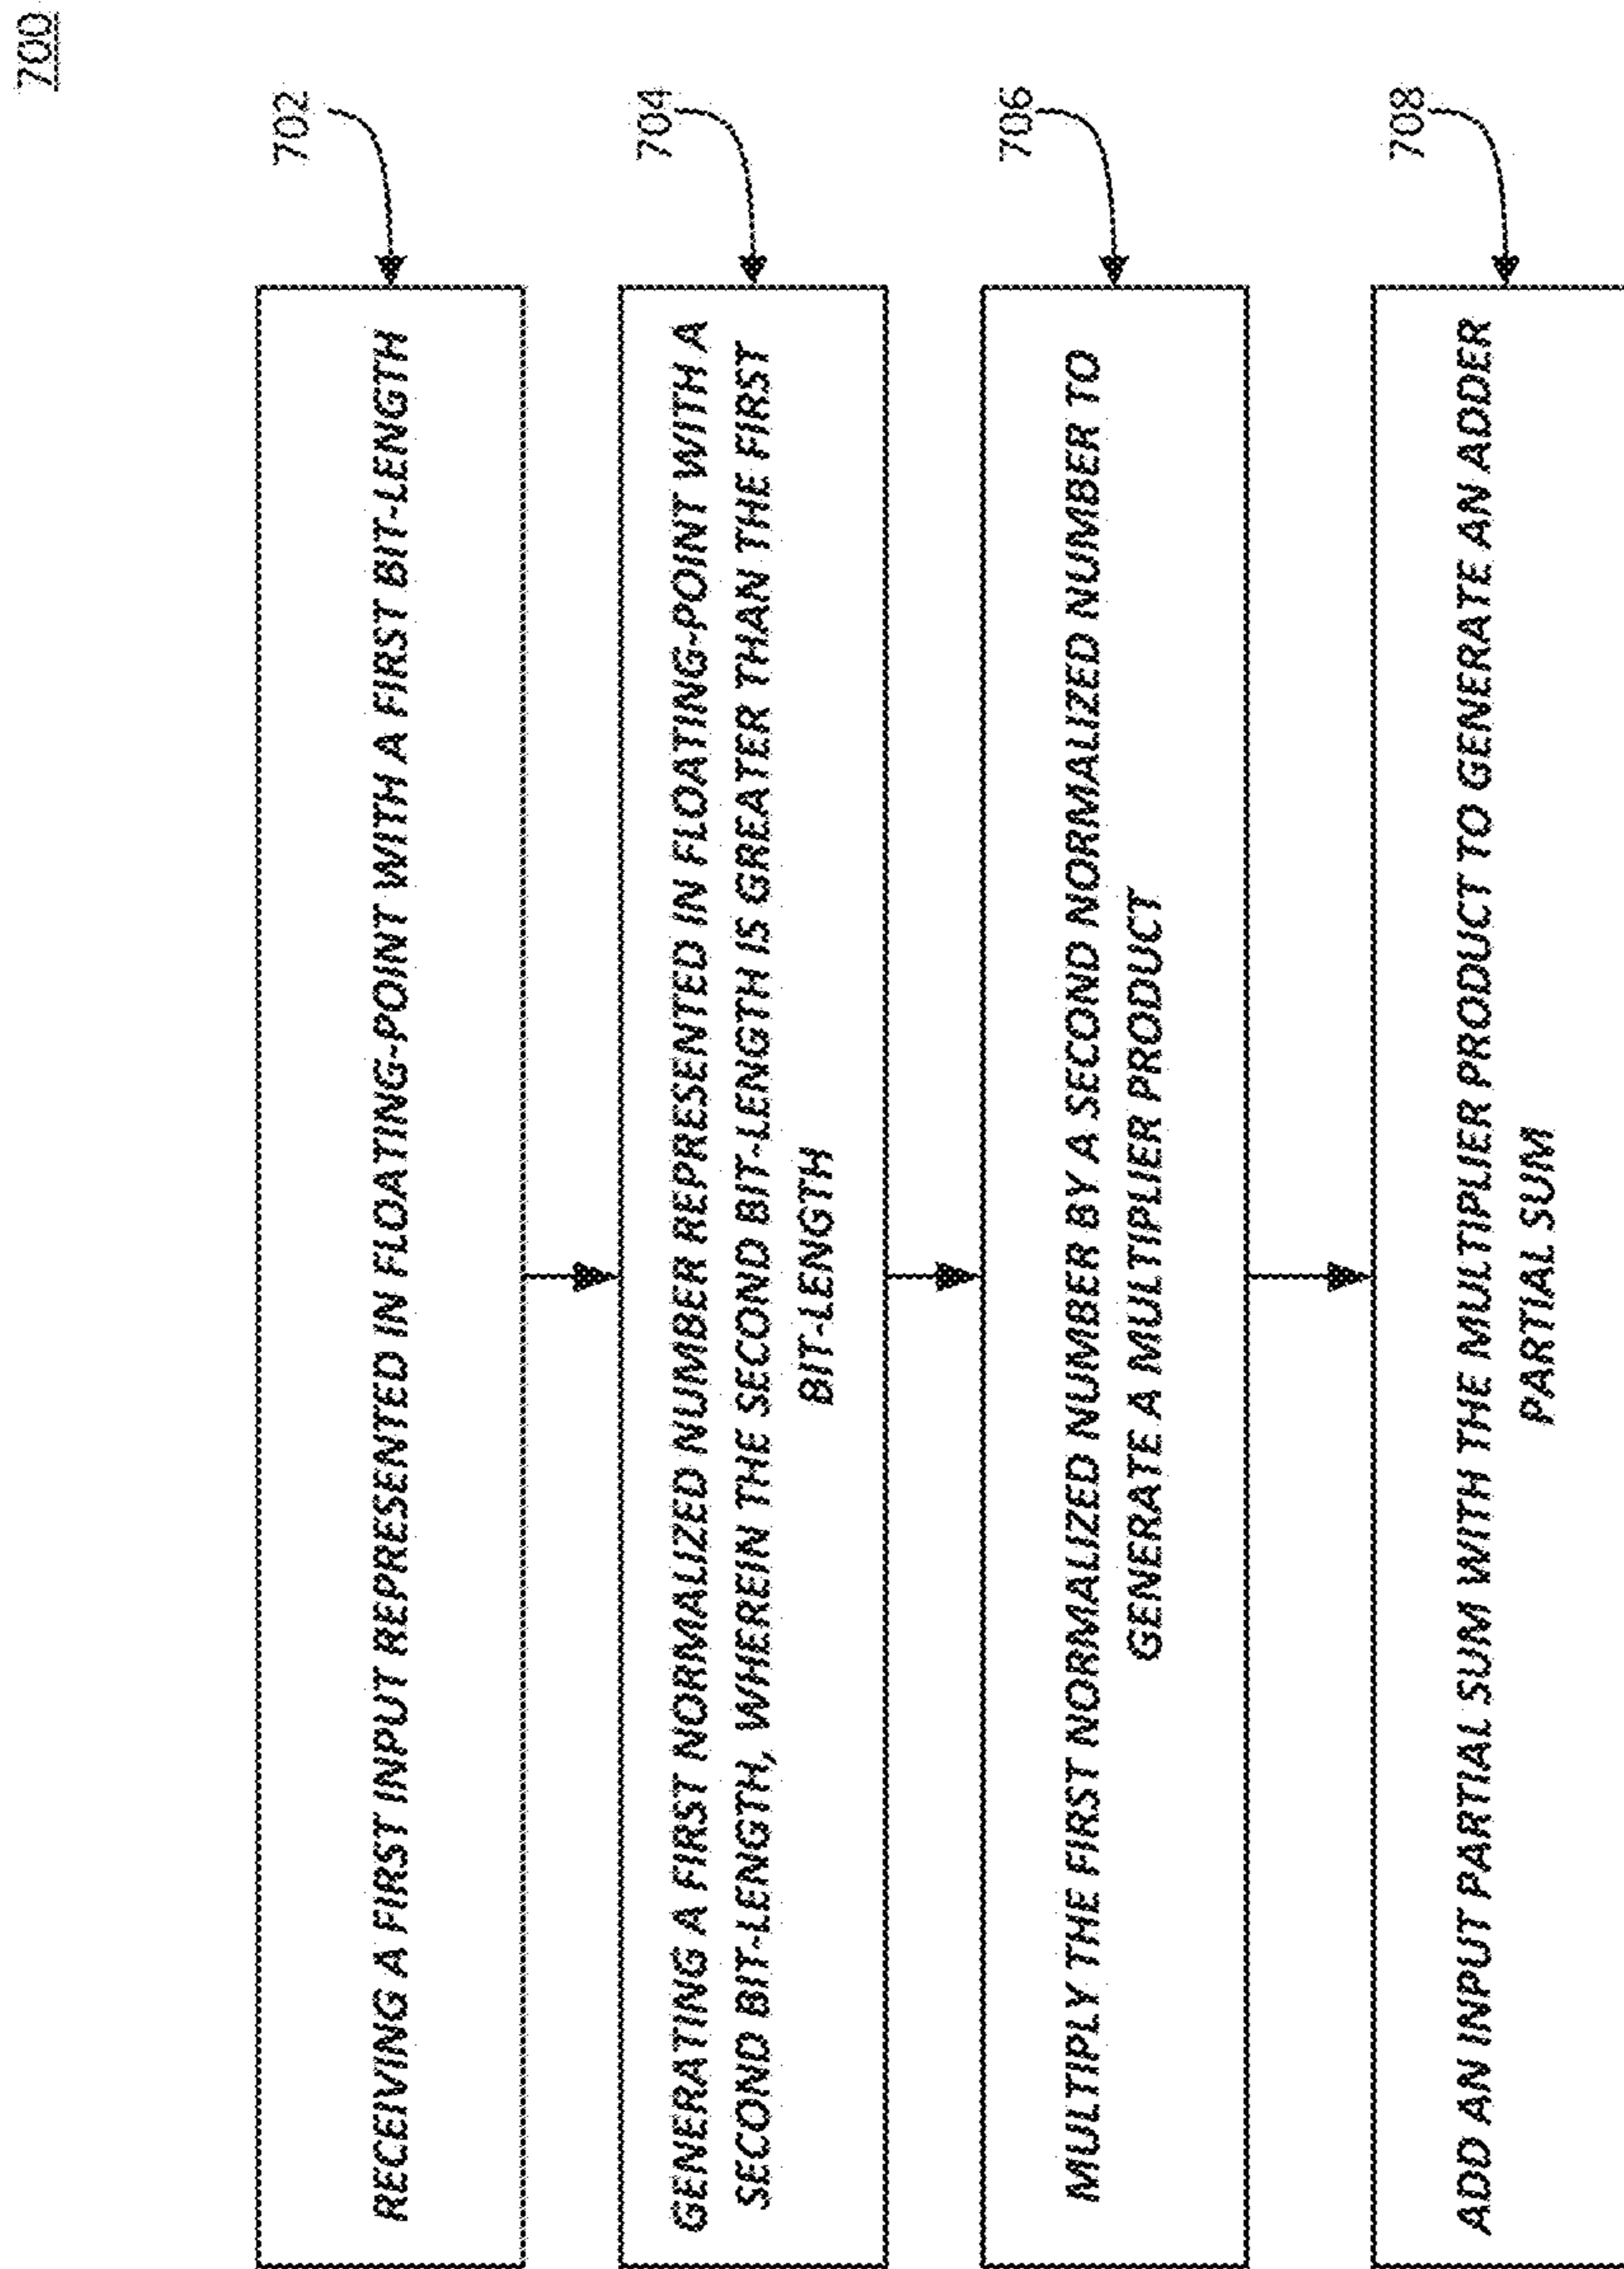 700
702
RECEIVING A FIRST INPUT REPRESENTED IN FLOATING-POINT WITH A FIRST BIT-LENGTH
704
GENERATING A FIRST NORMALIZED NUMBER REPRESENTED IN FLOATING-POINT WITH A
SECOND BIT-LENGTH, WHEREIN THE SECOND BIT-LENGTH IS GREATER THAN THE FIRST
BIT-LENGTH
706
MULTIPLY THE FIRST NORMALIZED NUMBER BY A SECOND NORMALIZED NUMBER TO
GENERATE A MULTIPLIER PRODUCT
708
ADD AN INPUT PARTIAL SUM WITH THE MULTIPLIER PRODUCT TO GENERATE AN ADDER
PARTIAL SUM